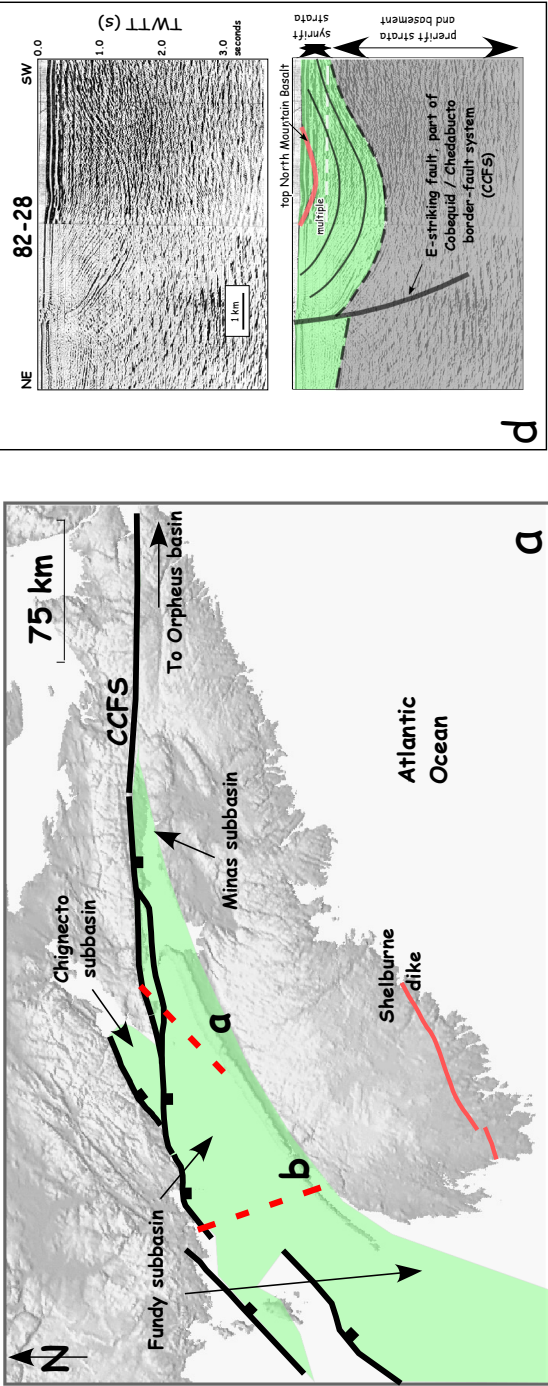 N
75 km
CCFS
To Orpheus basin
Chignecto
subbasin
Minas subbasin
Fundy subbasin
a
b
Shelburne
dike
Atlantic
Ocean
a
NE
82-28
SW
0.0
1.0
2.0
3.0
seconds
TWTT (s)
1 km
top North Mountain Basalt
multiple
synrift
strata
prerift strata
and basement
E-striking fault, part of
Cobequid / Chedabucto
border-fault system
(CCFS)
d